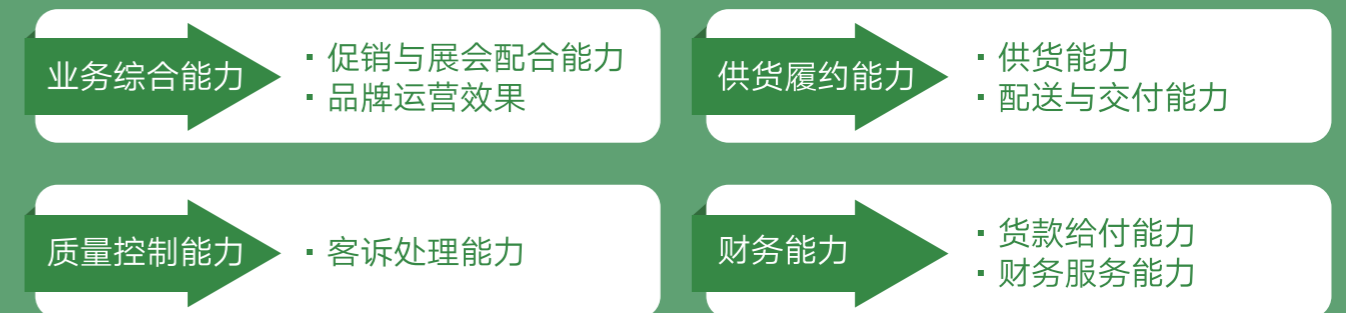 业务综合能力
▪ 促销与展会配合能力
▪ 品牌运营效果
供货履约能力
▪ 供货能力
▪ 配送与交付能力
质量控制能力
▪ 客诉处理能力
财务能力
▪ 货款给付能力
▪ 财务服务能力